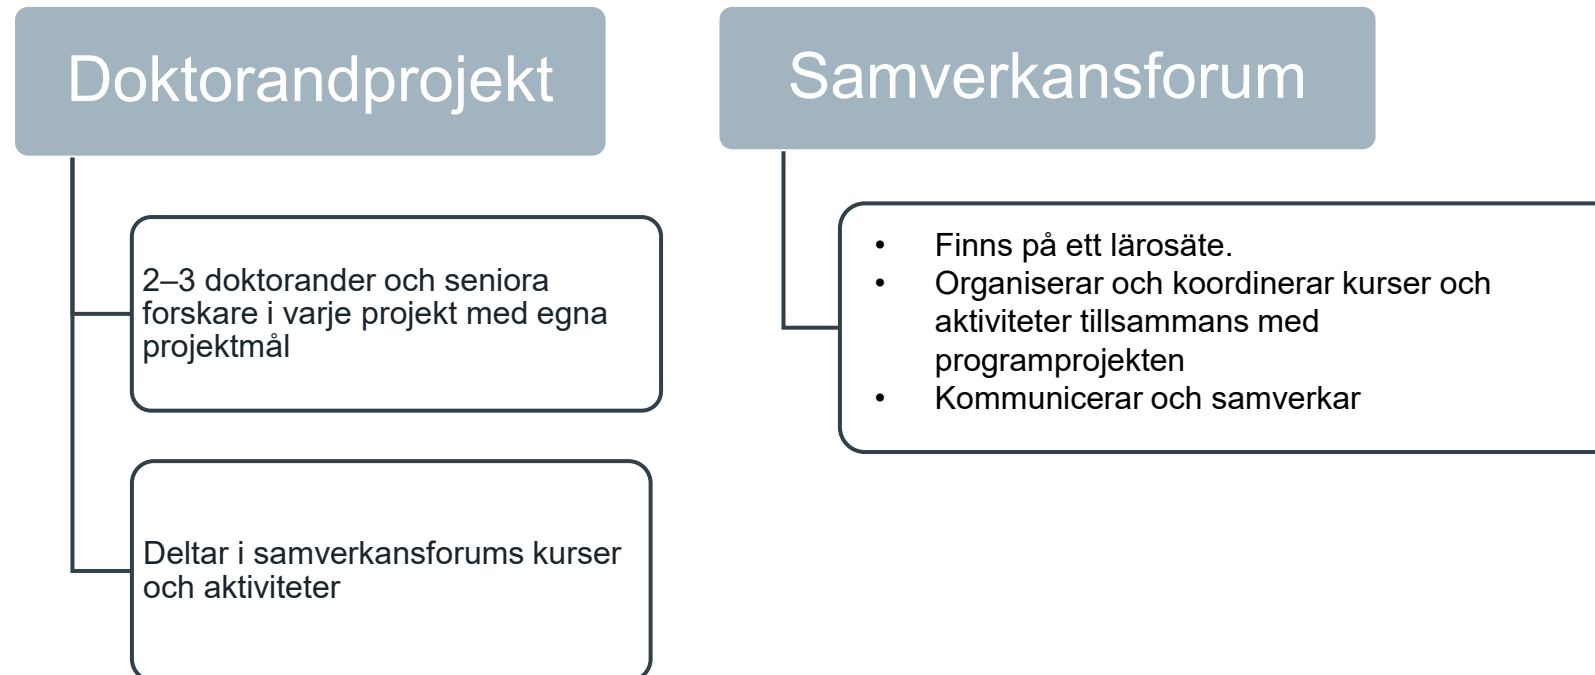 Doktorandprojekt
2–3 doktorander och seniora
forskare i varje projekt med egna
projektmål
Deltar i samverkansforums kurser
och aktiviteter
Samverkansforum
• Finns på ett lärosäte.
• Organiserar och koordinerar kurser och
aktiviteter tillsammans med
programprojekten
• Kommunicerar och samverkar